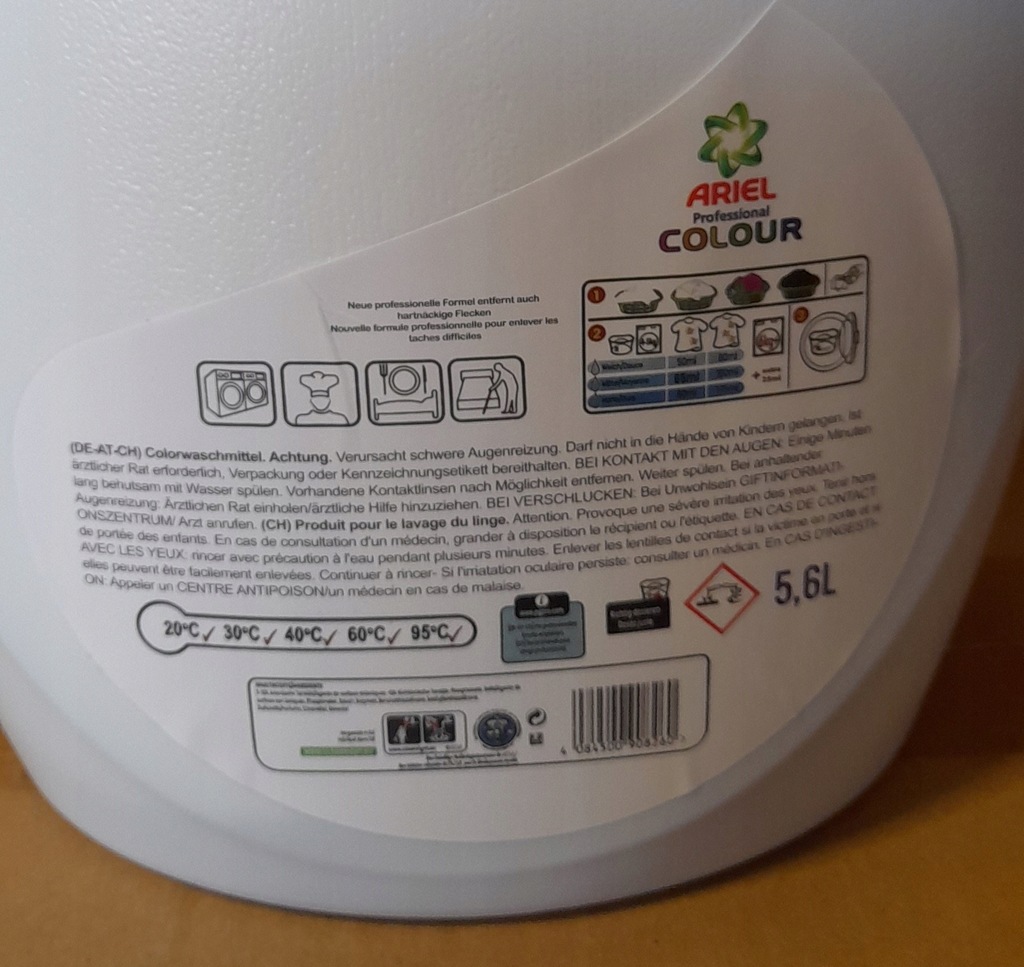 ARIEL
Professional
COLOUR
Neue professionelle Formel entfernt auch
hartnäckige Flecken
Nouvelle formule professionnelle pour enlever les
taches difficiles
1
2
3
(DE-AT-CH) Colorwaschmittel. Achtung. Verursacht schwere Augenreizung. Darf nicht in die Hände von Kindern gelangen. Ist
ärztlicher Rat erforderlich, Verpackung oder Kennzeichnungsetikett bereithalten. BEI KONTAKT MIT DEN AUGEN: Einige Minuten
lang behutsam mit Wasser spülen. Vorhandene Kontaktlinsen nach Möglichkeit entfernen. Weiter spülen. Bei anhaltender
Augenreizung: Ärztlichen Rat einholen/ärztliche Hilfe hinzuziehen. BEI VERSCHLUCKEN: Bei Unwohlsein GIFTINFORMATI-
ONSZENTRUM/ Arzt anrufen. (CH) Produit pour le lavage du linge. Attention. Provoque une sévère irritation des yeux. Tenir hors
de portée des enfants. En cas de consultation d'un médecin, grander à disposition le récipient ou l'étiquette. EN CAS DE CONTACT
AVEC LES YEUX: rincer avec précaution à l'eau pendant plusieurs minutes. Enlever les lentilles de contact si la victime en porte et si
elles peuvent être facilement enlevées. Continuer à rincer- Si l'irritation oculaire persiste: consulter un médicin. En CAS D'INGESTI-
ON: Appeler un CENTRE ANTIPOISON/un médecin en cas de malaise.
20°C✓ 30°C✓ 40°C✓ 60°C✓ 95°C✓
5,6L